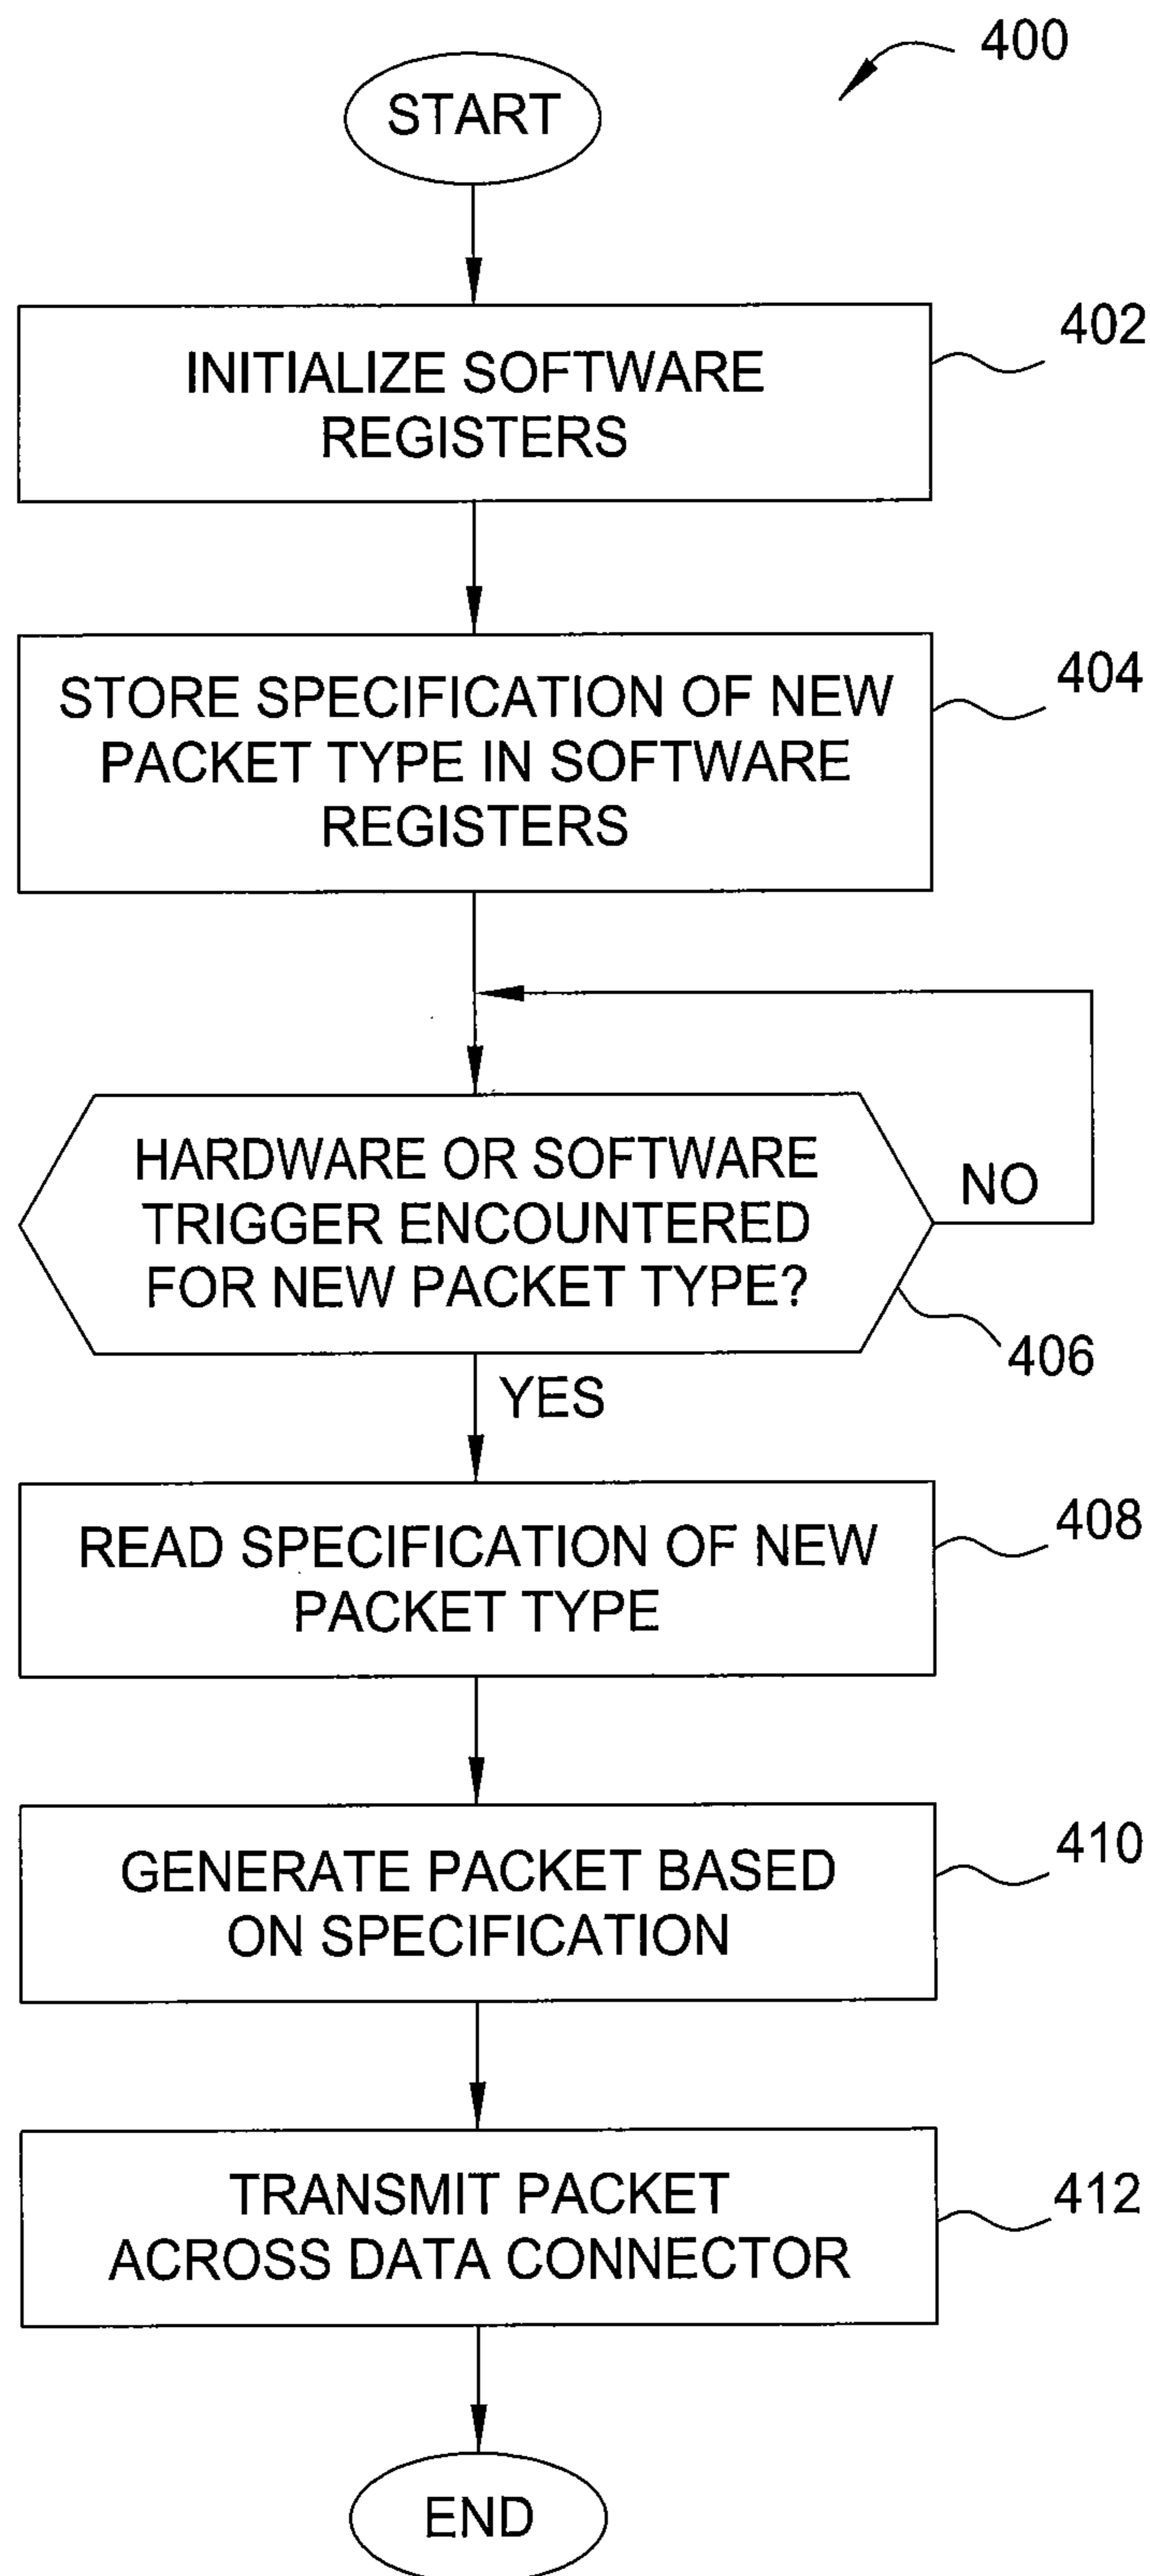 400
START
INITIALIZE SOFTWARE
REGISTERS
402
STORE SPECIFICATION OF NEW
PACKET TYPE IN SOFTWARE
REGISTERS
404
HARDWARE OR SOFTWARE
TRIGGER ENCOUNTERED
FOR NEW PACKET TYPE?
NO
406
YES
READ SPECIFICATION OF NEW
PACKET TYPE
408
GENERATE PACKET BASED
ON SPECIFICATION
410
TRANSMIT PACKET
ACROSS DATA CONNECTOR
412
END